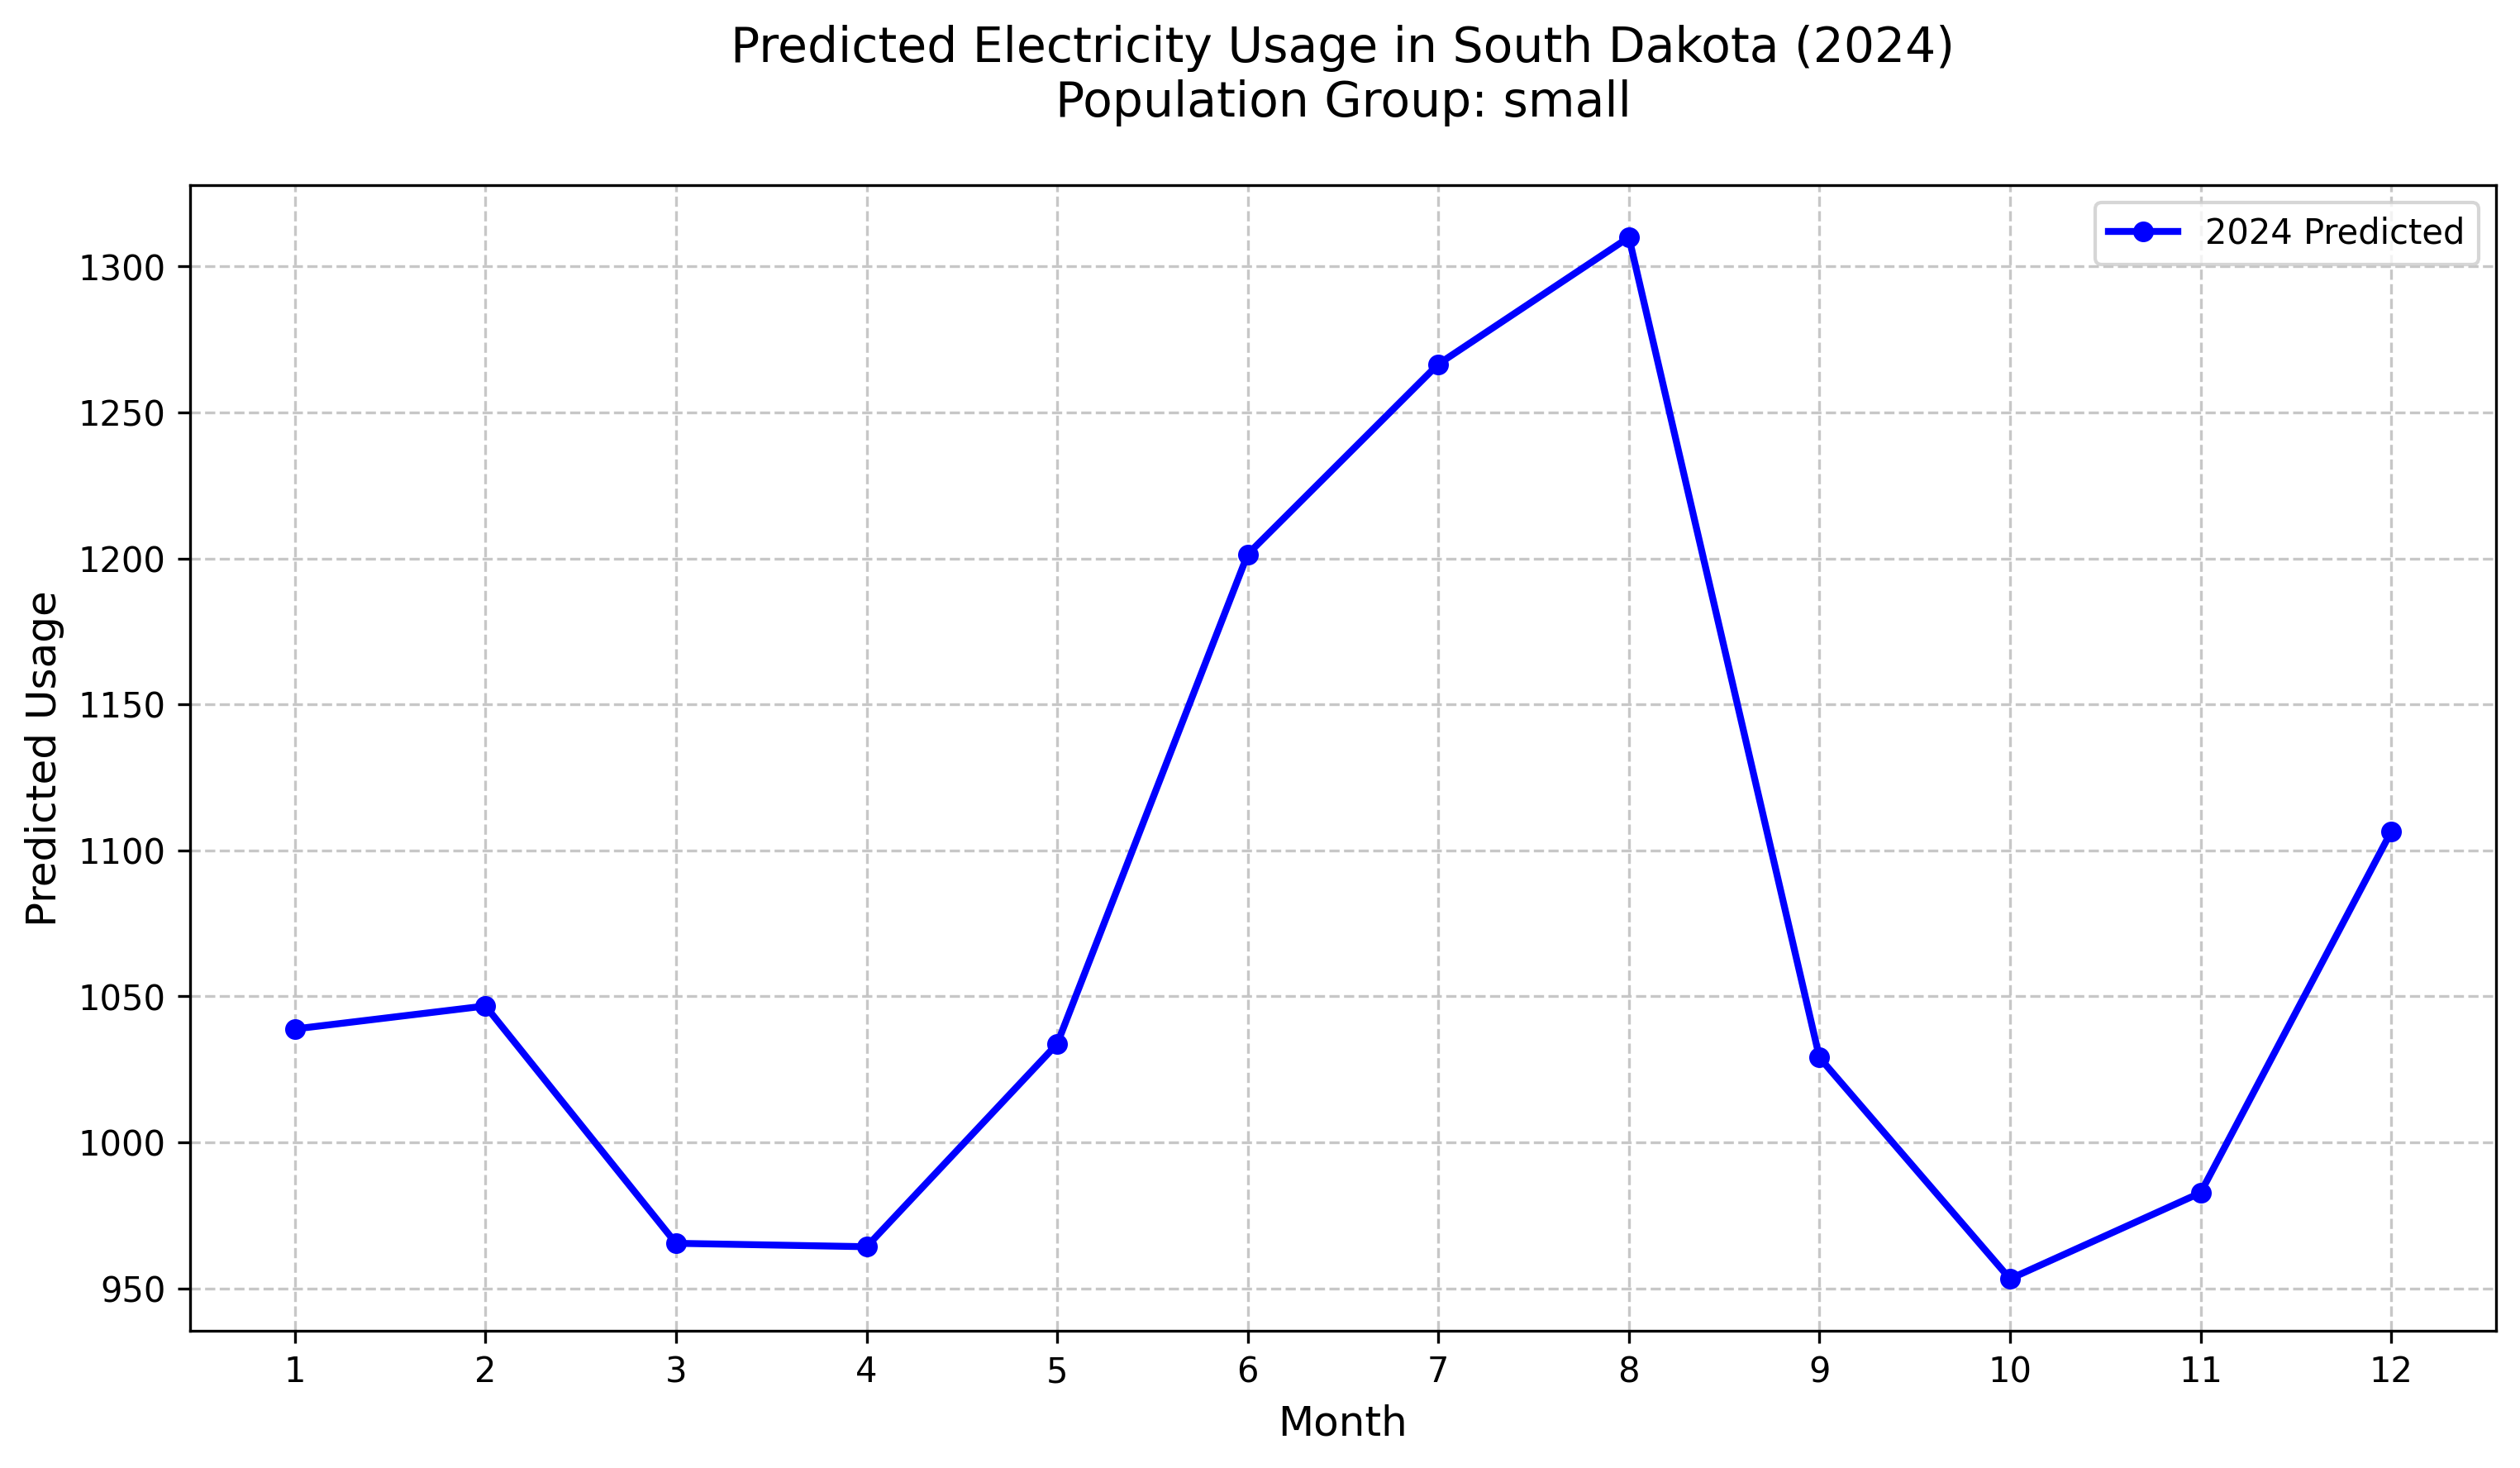 Predicted Electricity Usage in South Dakota (2024)
Population Group: small
2024 Predicted
Predicted Usage
1300
1250
1200
1150
1100
1050
1000
950
1 2 3 4 5 6 7 8 9 10 11 12
Month